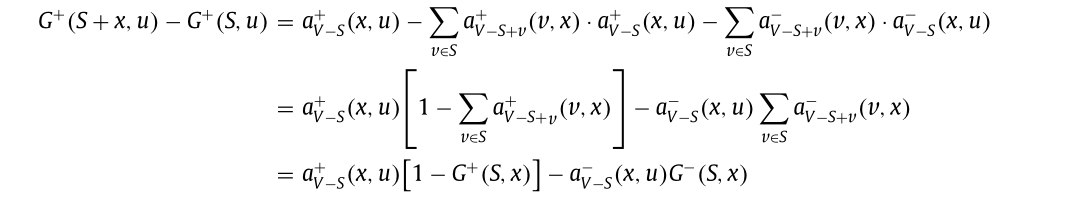 G⁺(S + x, u) − G⁺(S, u) = a⁺_{V−S}(x, u) − ∑_{ν∈S} a⁺_{V−S+ν}(ν, x) · a⁺_{V−S}(x, u) − ∑_{ν∈S} a⁻_{V−S+ν}(ν, x) · a⁻_{V−S}(x, u)
= a⁺_{V−S}(x, u) [1 − ∑_{ν∈S} a⁺_{V−S+ν}(ν, x)] − a⁻_{V−S}(x, u) ∑_{ν∈S} a⁻_{V−S+ν}(ν, x)
= a⁺_{V−S}(x, u)[1 − G⁺(S, x)] − a⁻_{V−S}(x, u)G⁻(S, x)